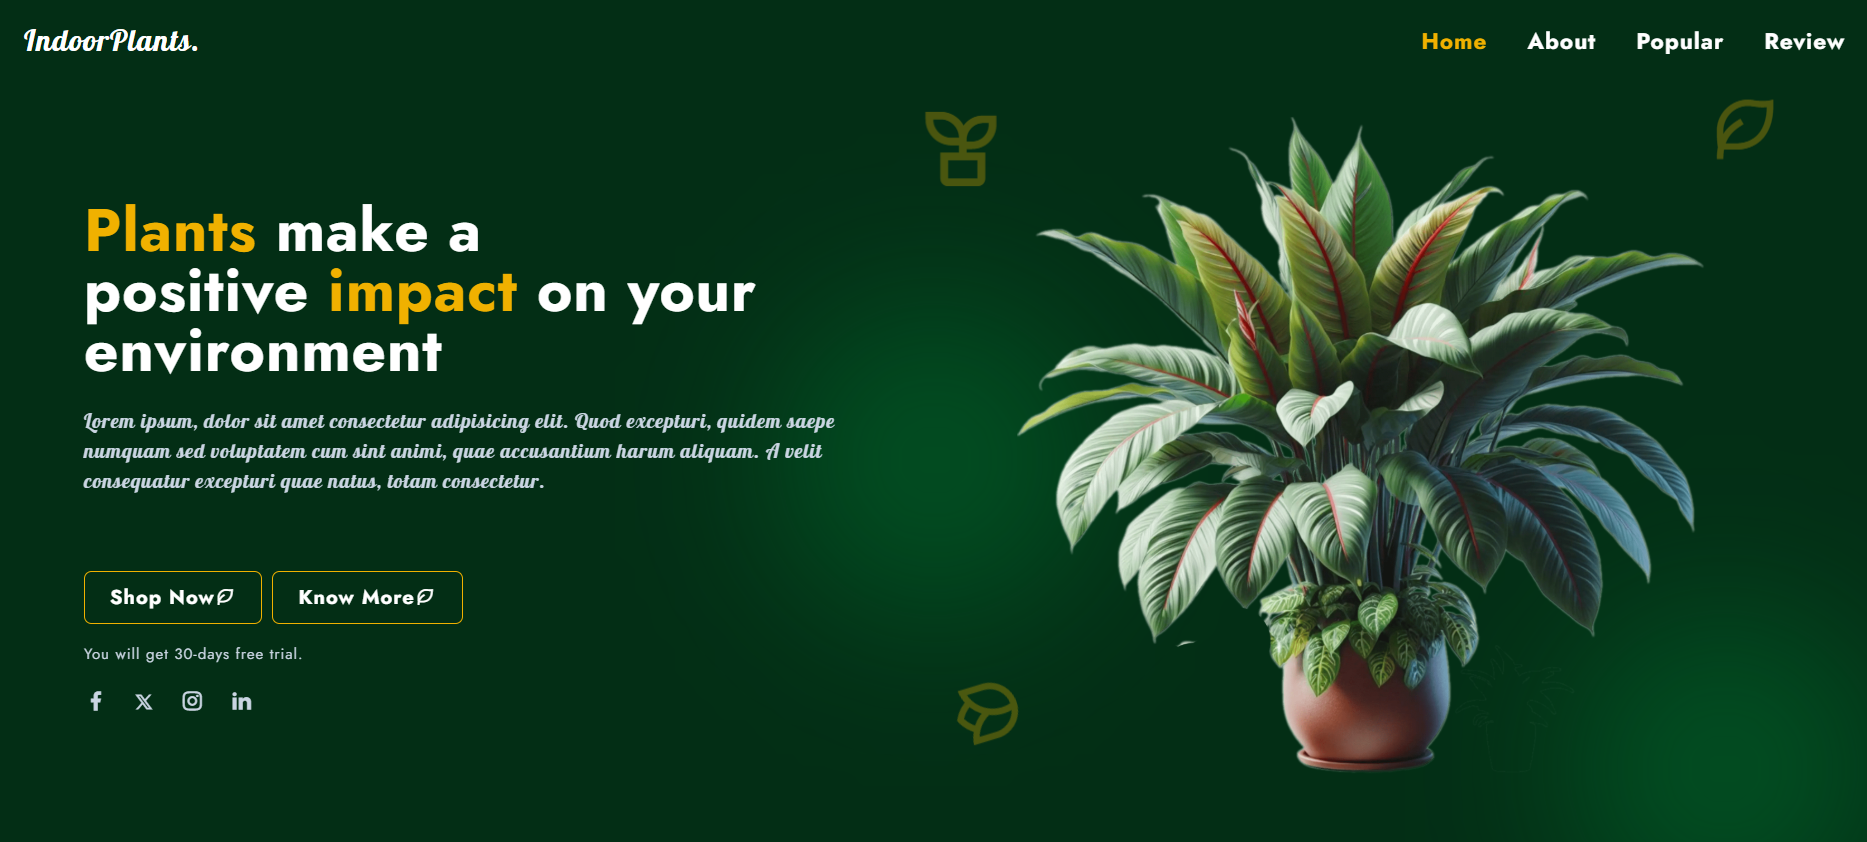 IndoorPlants.
Home About Popular Review
Plants make a
positive impact on your
environment
Lorem ipsum, dolor sit amet consectetur adipisicing elit. Quod excepturi, quidem saepe
numquam sed voluptatem cum sint animi, quae accusantium harum aliquam. A velit
consequatur excepturi quae natus, totam consectetur.
Shop Now Know More
You will get 30-days free trial.